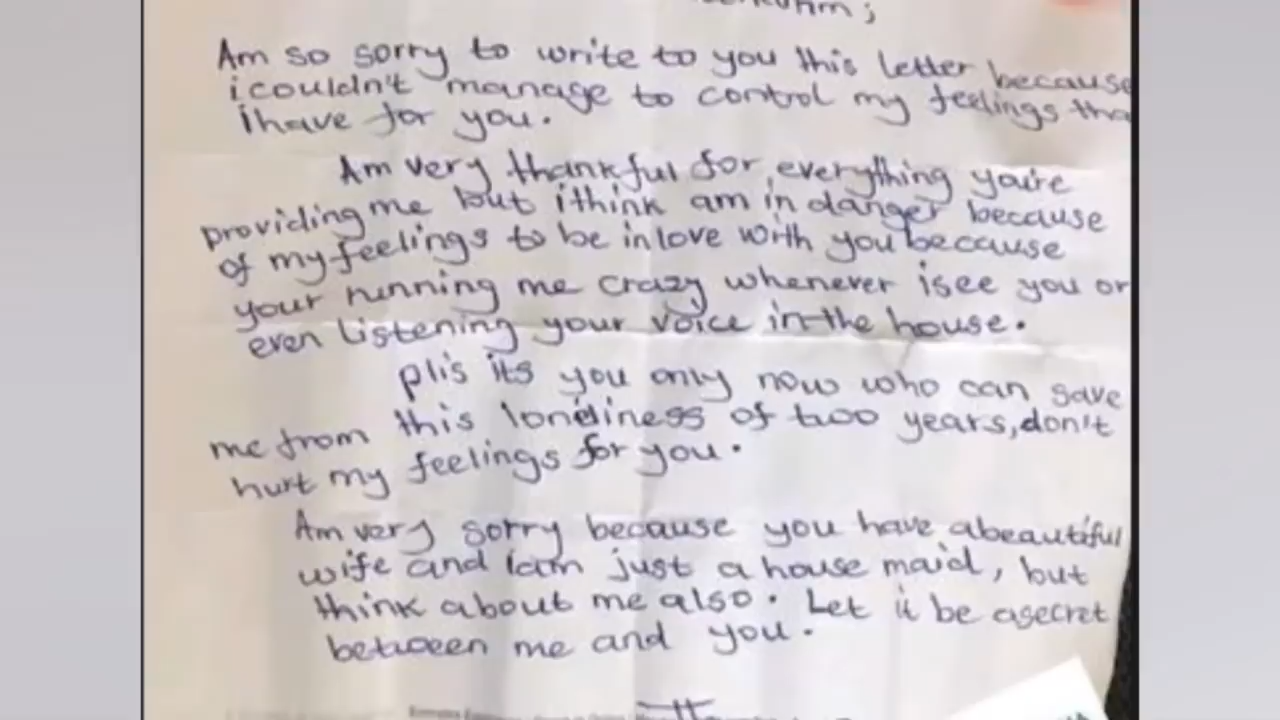 Am so sorry to write to you this letter because
i couldn't manage to control my feelings
i have for you.
Am very thankful for everything you're
providing me but i think am in danger because
of my feelings to be in love with you because
your running me crazy whenever i see you or
even listening your voice in the house.
plis its you only now who can save
me from this loneliness of two years, don't
hurt my feelings for you.
Am very sorry because you have a beautiful
wife and I am just a house maid, but
think about me also. Let it be a secret
between me and you.